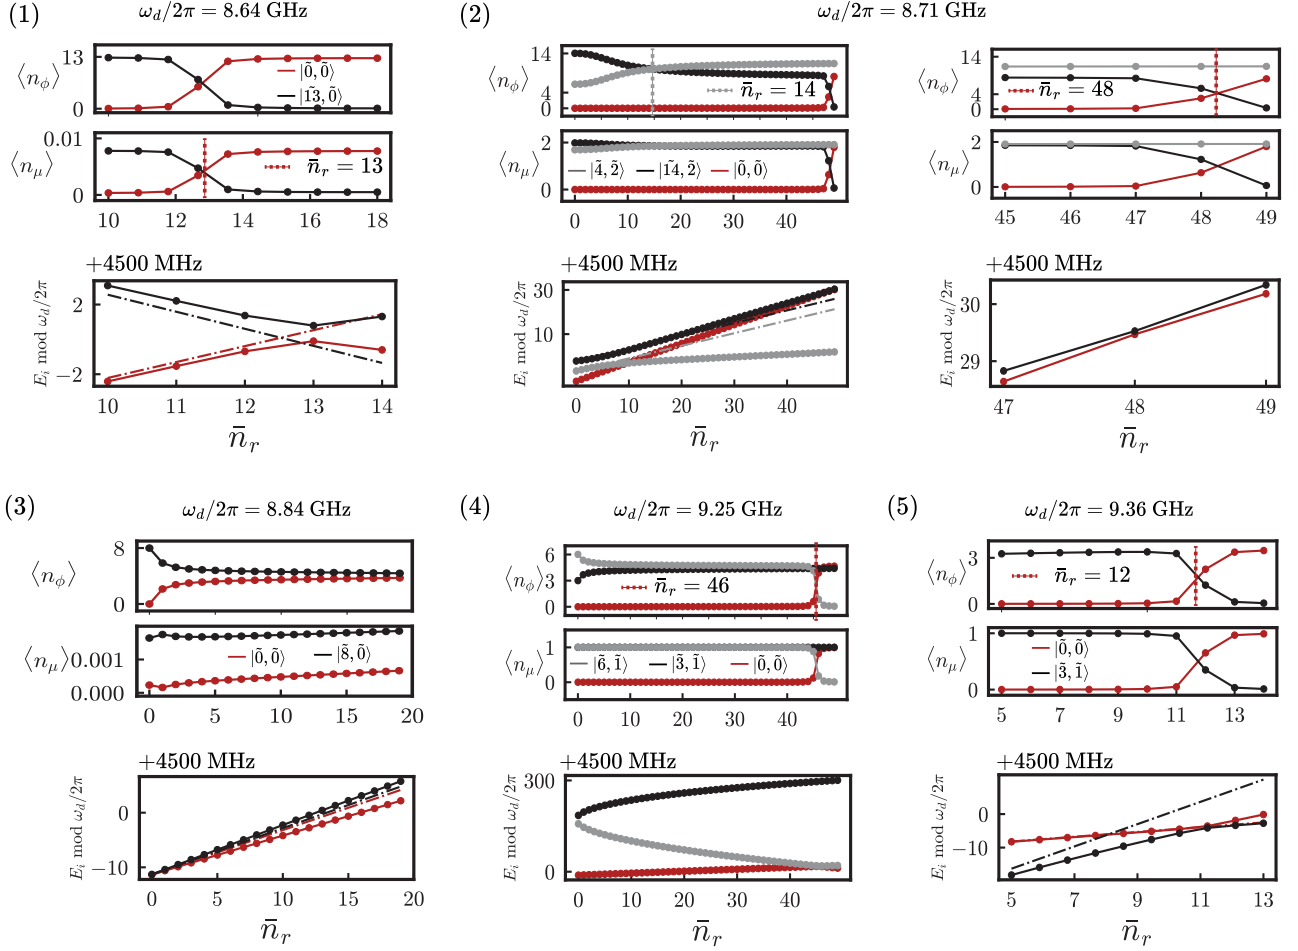 (1)
ω_d/2π = 8.64 GHz
⟨n_ϕ⟩
13
0
|0̃, 0̃⟩
|1̃3, 0̃⟩
⟨n_μ⟩
0.01
0
n̄_r = 13
10 12 14 16 18
+4500 MHz
E_i mod ω_d/2π
2
−2
10 11 12 13 14
n̄_r
(2)
ω_d/2π = 8.71 GHz
⟨n_ϕ⟩
14
4
0
n̄_r = 14
⟨n_μ⟩
2
0
|4̃, 2̃⟩ |1̃4, 2̃⟩ |0̃, 0̃⟩
0 10 20 30 40
+4500 MHz
E_i mod ω_d/2π
30
10
0 10 20 30 40
n̄_r
⟨n_ϕ⟩
14
4
0
n̄_r = 48
⟨n_μ⟩
2
0
45 46 47 48 49
+4500 MHz
E_i mod ω_d/2π
30
29
47 48 49
n̄_r
(3)
ω_d/2π = 8.84 GHz
⟨n_ϕ⟩
8
0
⟨n_μ⟩
0.001
0.000
|0̃, 0̃⟩ |8̃, 0̃⟩
0 5 10 15 20
+4500 MHz
E_i mod ω_d/2π
0
−10
0 5 10 15 20
n̄_r
(4)
ω_d/2π = 9.25 GHz
⟨n_ϕ⟩
6
3
0
n̄_r = 46
⟨n_μ⟩
1
0
|6̃, 1̃⟩ |3̃, 1̃⟩ |0̃, 0̃⟩
0 10 20 30 40
+4500 MHz
E_i mod ω_d/2π
300
0
0 10 20 30 40
n̄_r
(5)
ω_d/2π = 9.36 GHz
⟨n_ϕ⟩
3
0
n̄_r = 12
⟨n_μ⟩
1
0
|0̃, 0̃⟩
|3̃, 1̃⟩
5 7 9 11 13
+4500 MHz
E_i mod ω_d/2π
0
−10
5 7 9 11 13
n̄_r